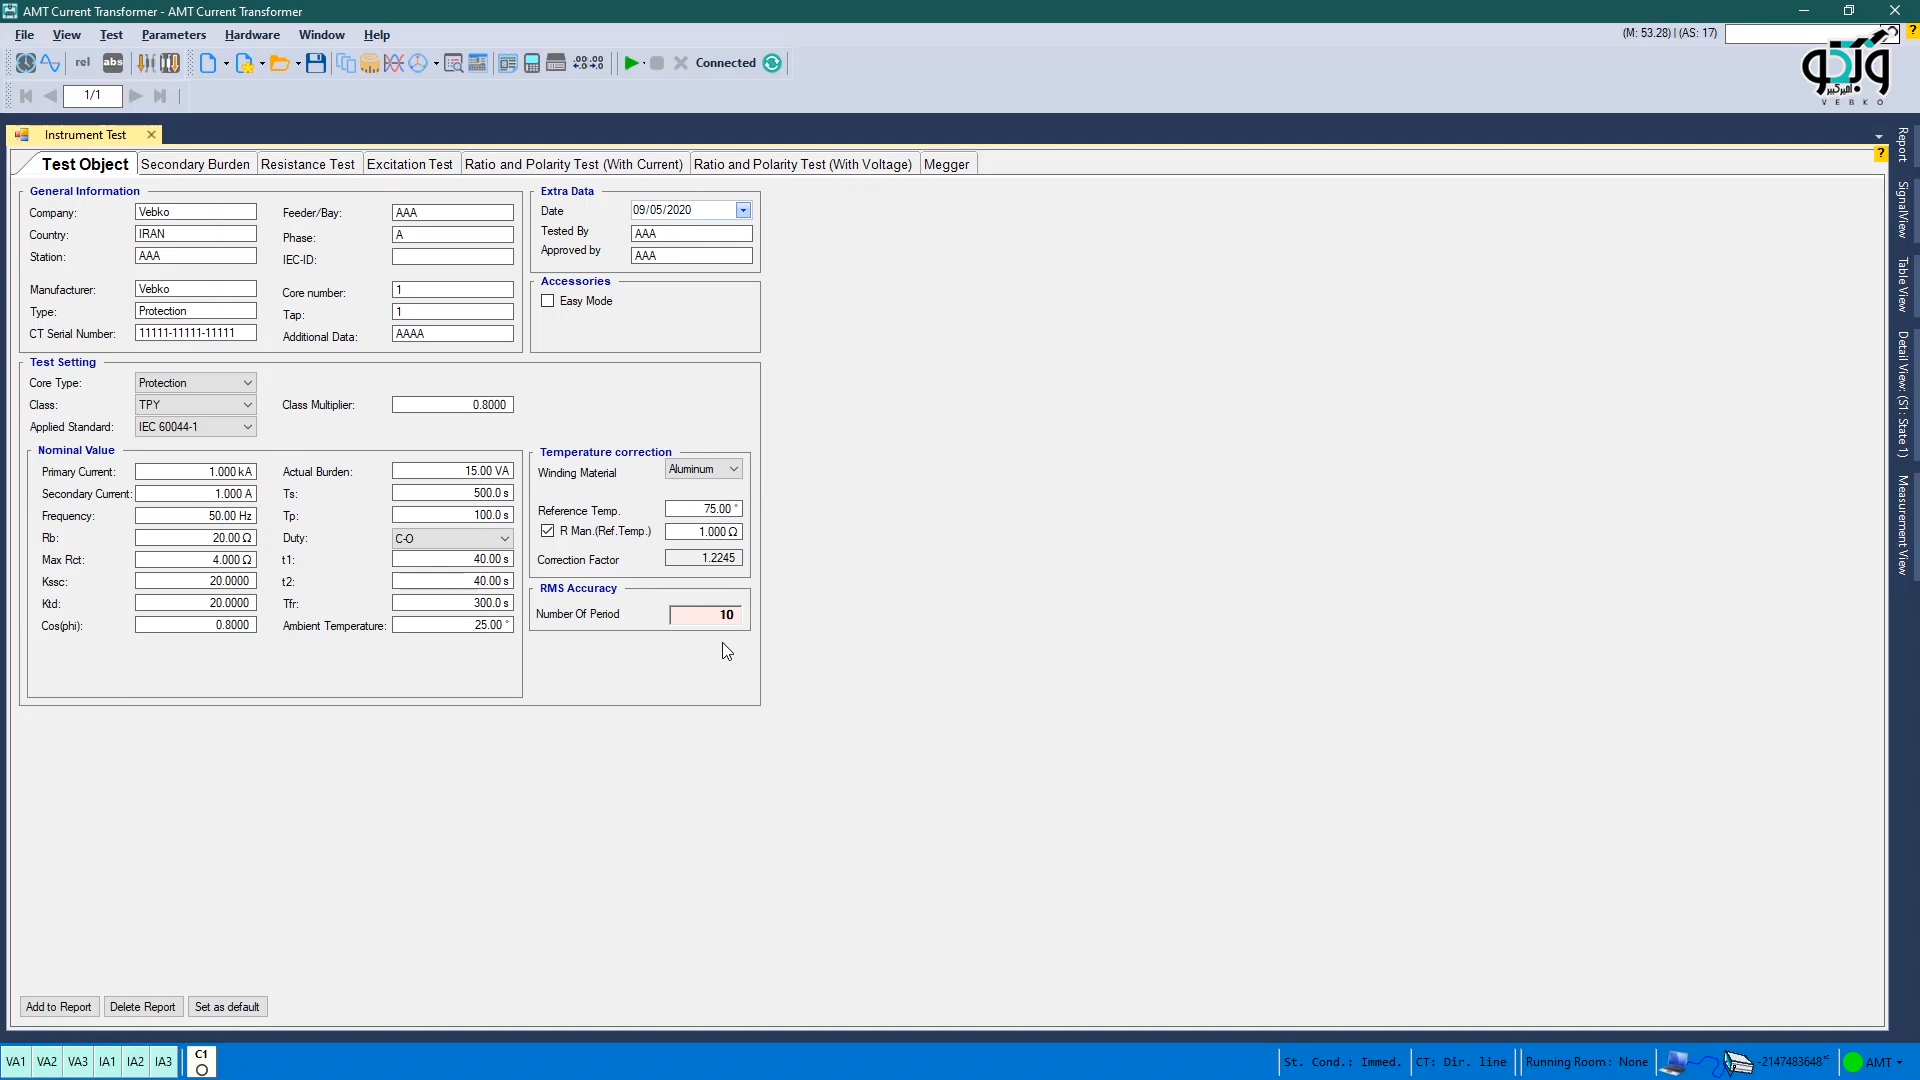 AMT Current Transformer - AMT Current Transformer
File View Test Parameters Hardware Window Help
(M: 53.28) | (AS: 17)
?
rel abs Connected
وبکو
امیرکبیر
VEBKO
1/1
Instrument Test
Test Object Secondary Burden Resistance Test Excitation Test Ratio and Polarity Test (With Current) Ratio and Polarity Test (With Voltage) Megger
?
General Information
Company: Vebko
Country: IRAN
Station: AAA
Manufacturer: Vebko
Type: Protection
CT Serial Number: 11111-11111-11111
Feeder/Bay: AAA
Phase: A
IEC-ID:
Core number: 1
Tap: 1
Additional Data: AAAA
Extra Data
Date 09/05/2020
Tested By AAA
Approved by AAA
Accessories
Easy Mode
Test Setting
Core Type: Protection
Class: TPY
Class Multiplier: 0.8000
Applied Standard: IEC 60044-1
Nominal Value
Primary Current: 1.000 kA
Secondary Current: 1.000 A
Frequency: 50.00 Hz
Rb: 20.00 Ω
Max Rct: 4.000 Ω
Kssc: 20.0000
Ktd: 20.0000
Cos(phi): 0.8000
Actual Burden: 15.00 VA
Ts: 500.0 s
Tp: 100.0 s
Duty: C-O
t1: 40.00 s
t2: 40.00 s
Tfr: 300.0 s
Ambient Temperature: 25.00 °
Temperature correction
Winding Material Aluminum
Reference Temp. 75.00 °
R Man.(Ref.Temp.) 1.000 Ω
Correction Factor 1.2245
RMS Accuracy
Number Of Period 10
Report
SignalView
Table View
Detail View: (S1: State 1)
Measurement View
Add to Report Delete Report Set as default
VA1 VA2 VA3 IA1 IA2 IA3 C1
St. Cond.: Immed. CT: Dir. line Running Room: None -2147483648 AMT